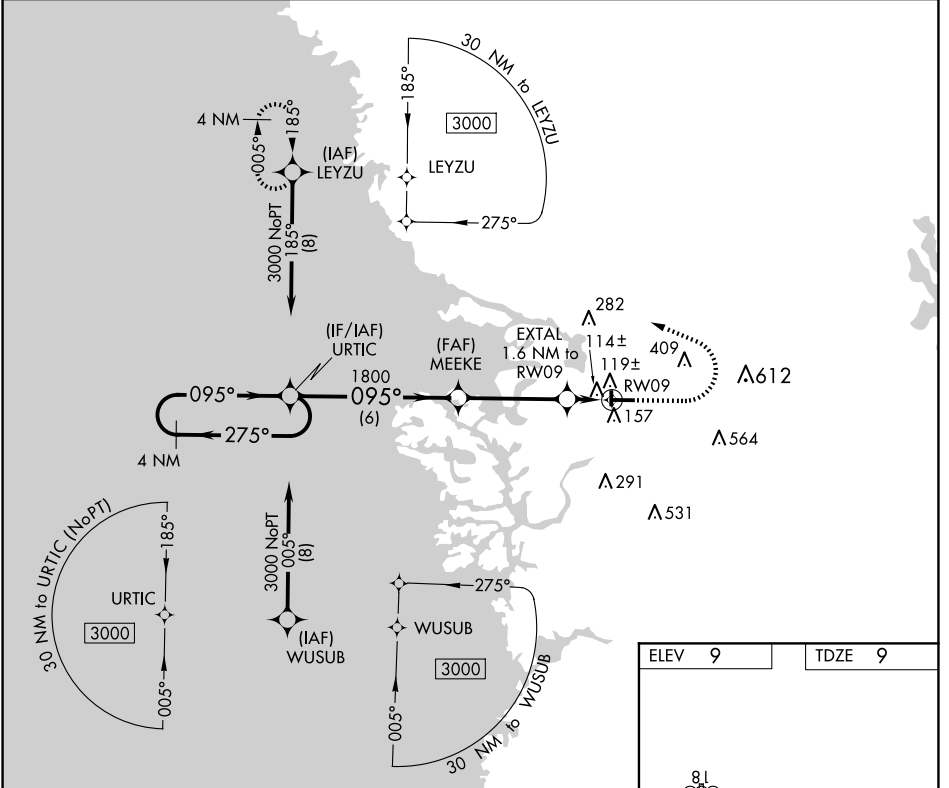 30 NM to LEYZU
185°
3000
LEYZU
275°
4 NM
185°
005°
(IAF)
LEYZU
3000 NoPT
185°
(8)
(IF/IAF)
URTIC
1800
095°
(6)
095°
275°
4 NM
(FAF)
MEEKE
EXTAL
1.6 NM to
RW09
282
114±
119±
409
RW09
612
157
564
291
531
30 NM to URTIC (NoPT)
185°
URTIC
3000
005°
3000 NoPT
005°
(8)
(IAF)
WUSUB
275°
WUSUB
3000
005°
30 NM to WUSUB
ELEV 9
TDZE 9
18